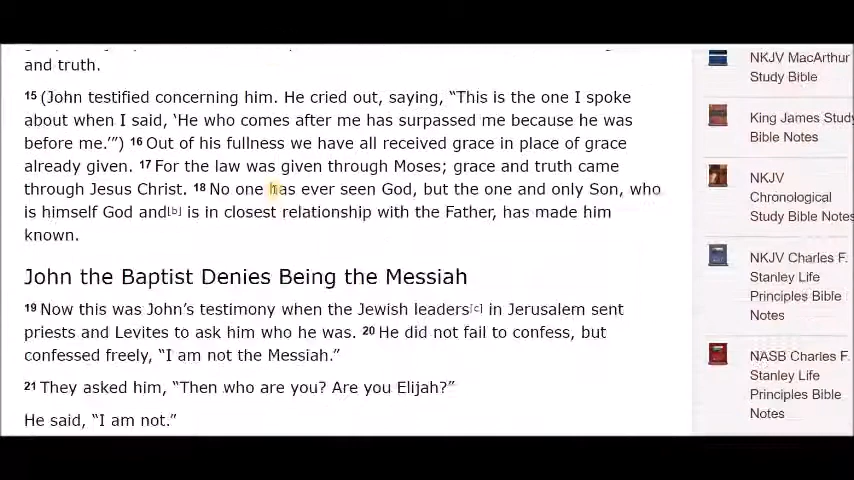 and truth.
15 (John testified concerning him. He cried out, saying, “This is the one I spoke
about when I said, ‘He who comes after me has surpassed me because he was
before me.’”) 16 Out of his fullness we have all received grace in place of grace
already given. 17 For the law was given through Moses; grace and truth came
through Jesus Christ. 18 No one has ever seen God, but the one and only Son, who
is himself God and[b] is in closest relationship with the Father, has made him
known.
John the Baptist Denies Being the Messiah
19 Now this was John’s testimony when the Jewish leaders[c] in Jerusalem sent
priests and Levites to ask him who he was. 20 He did not fail to confess, but
confessed freely, “I am not the Messiah.”
21 They asked him, “Then who are you? Are you Elijah?”
He said, “I am not.”
NKJV MacArthur
Study Bible
King James Study
Bible Notes
NKJV
Chronological
Study Bible Notes
NKJV Charles F.
Stanley Life
Principles Bible
Notes
NASB Charles F.
Stanley Life
Principles Bible
Notes